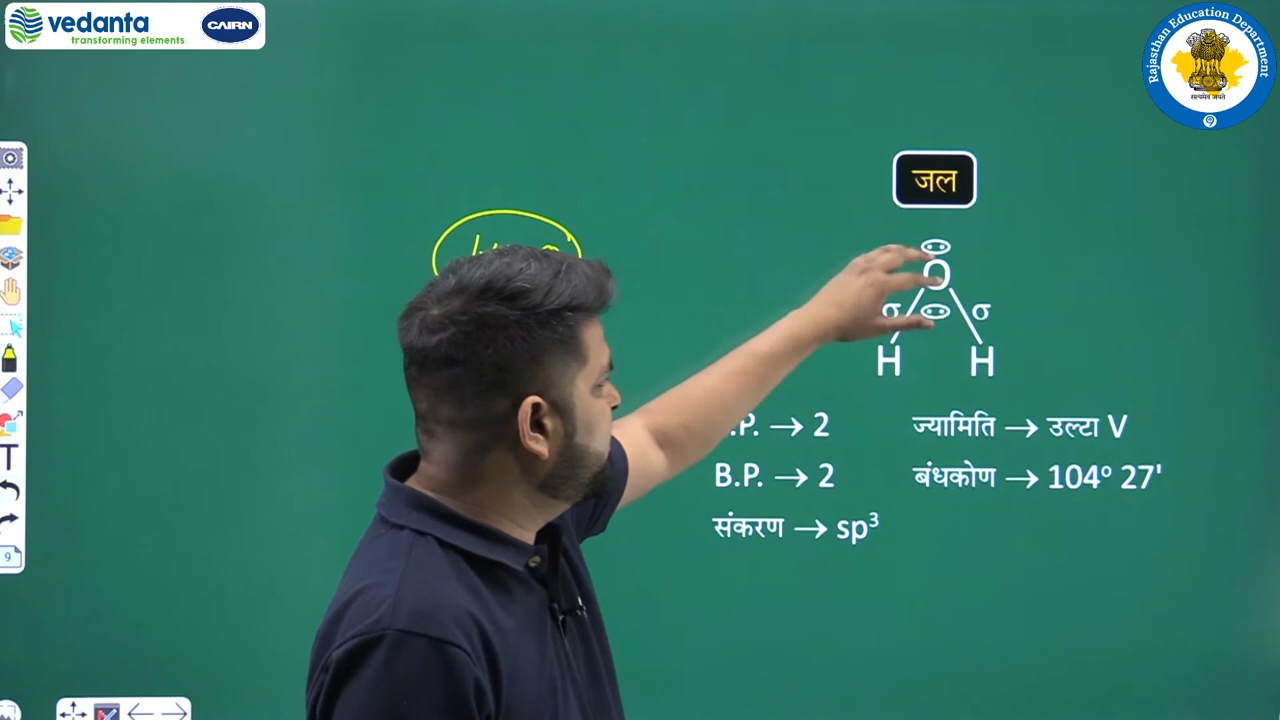 vedanta
transforming elements
CAIRN
Rajasthan Education Department
सत्यमेव जयते
जल
O
σ σ
H H
.P. → 2
B.P. → 2
संकरण → sp³
ज्यामिति → उल्टा V
बंधकोण → 104° 27'
T
9